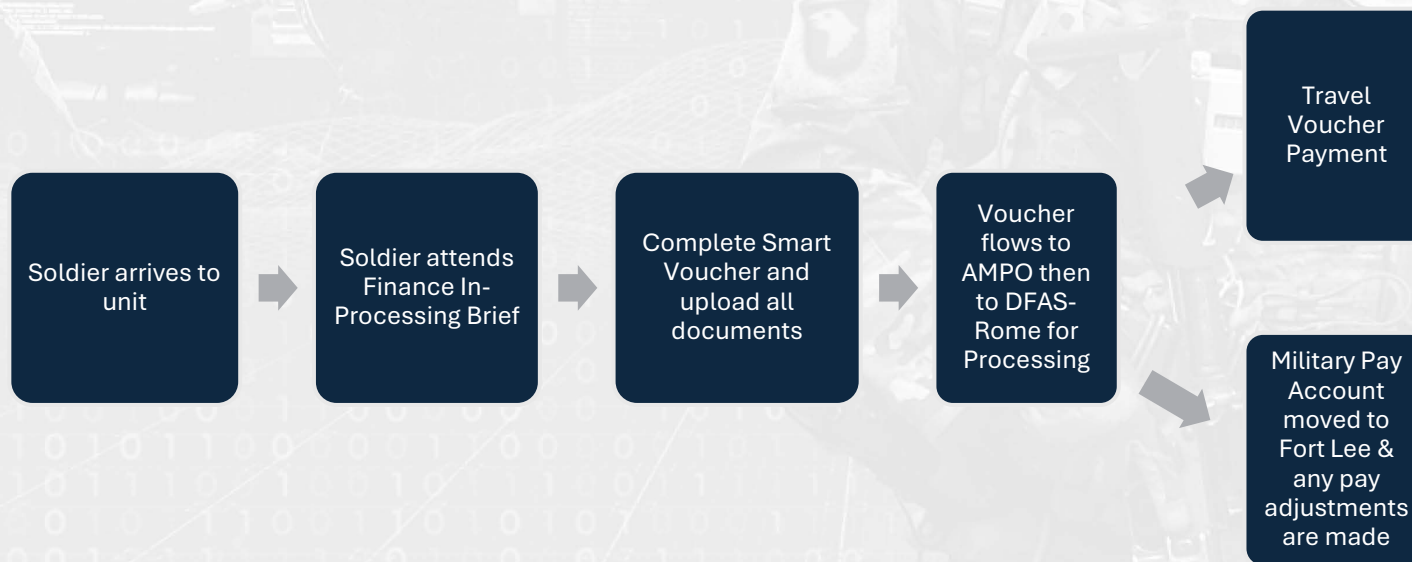 Soldier arrives to
unit
Soldier attends
Finance In-
Processing Brief
Complete Smart
Voucher and
upload all
documents
Voucher
flows to
AMPO then
to DFAS-
Rome for
Processing
Travel
Voucher
Payment
Military Pay
Account
moved to
Fort Lee &
any pay
adjustments
are made